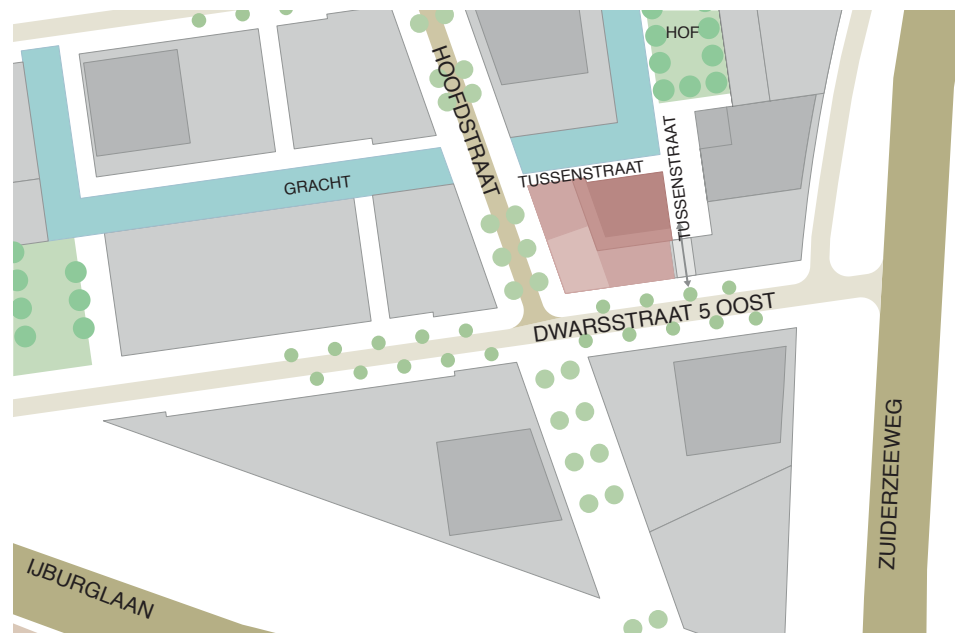 HOF
HOOFDSTRAAT
TUSSENSTRAAT
TUSSENSTRAAT
GRACHT
DWARSSTRAAT 5 OOST
ZUIDERZEEWEG
IJBURGLAAN